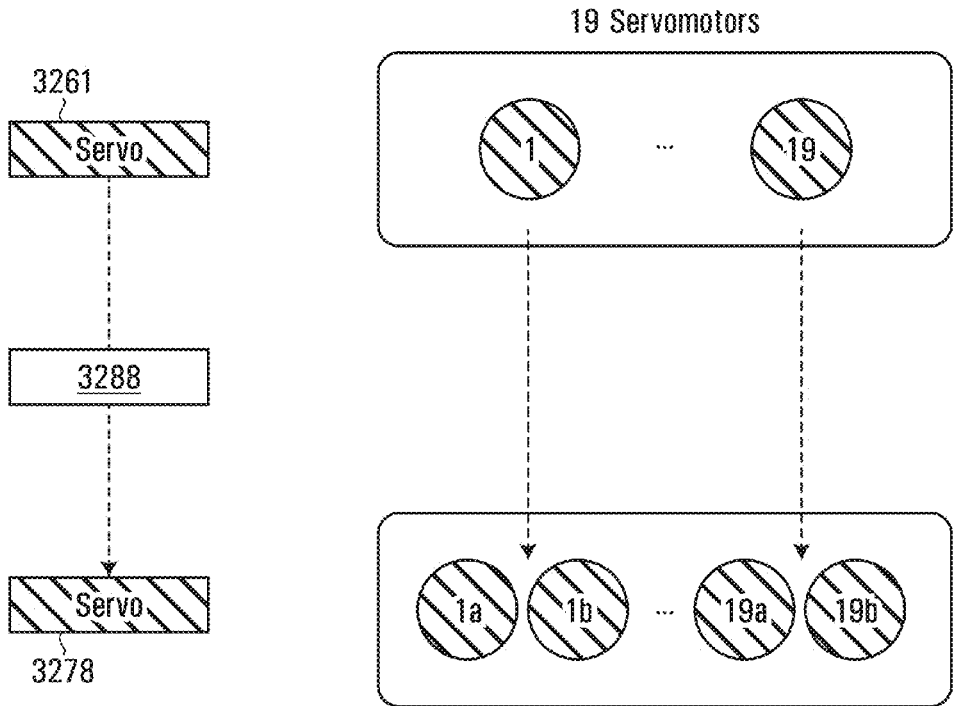 19 Servomotors
3261
Servo
1 ... 19
3288
Servo
1a 1b ... 19a 19b
3278